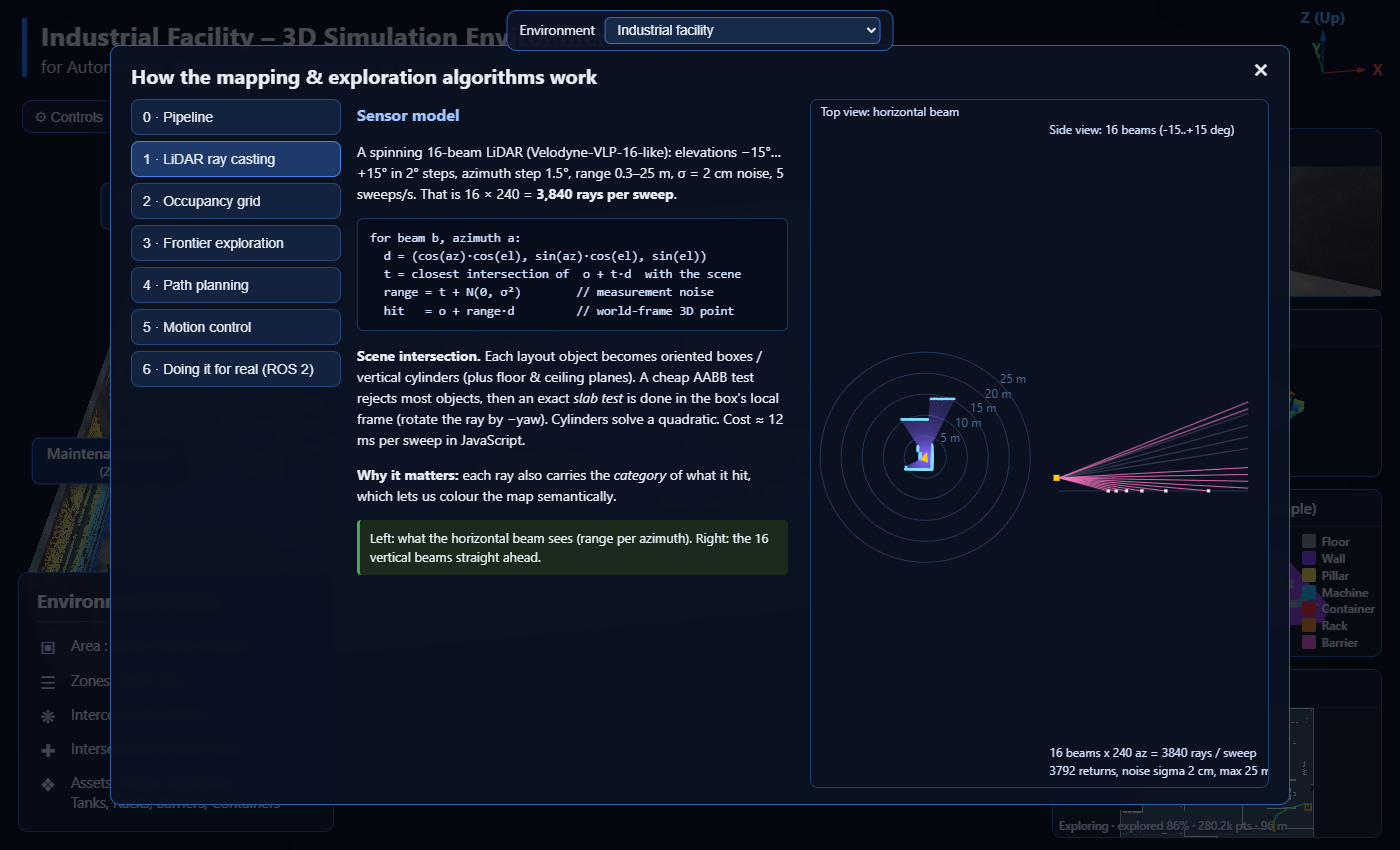 Environment
Industrial facility
Industrial Facility – 3D Simulation Env
for Auton
Z (Up)
Y
X
⚙ Controls
How the mapping & exploration algorithms work
×
0 · Pipeline
1 · LiDAR ray casting
2 · Occupancy grid
3 · Frontier exploration
4 · Path planning
5 · Motion control
6 · Doing it for real (ROS 2)
Sensor model
A spinning 16-beam LiDAR (Velodyne-VLP-16-like): elevations −15°…
+15° in 2° steps, azimuth step 1.5°, range 0.3–25 m, σ = 2 cm noise, 5
sweeps/s. That is 16 × 240 = 3,840 rays per sweep.
for beam b, azimuth a:
d = (cos(az)·cos(el), sin(az)·cos(el), sin(el))
t = closest intersection of o + t·d with the scene
range = t + N(0, σ²) // measurement noise
hit = o + range·d // world-frame 3D point
Scene intersection. Each layout object becomes oriented boxes /
vertical cylinders (plus floor & ceiling planes). A cheap AABB test
rejects most objects, then an exact slab test is done in the box's local
frame (rotate the ray by −yaw). Cylinders solve a quadratic. Cost ≈ 12
ms per sweep in JavaScript.
Why it matters: each ray also carries the category of what it hit,
which lets us colour the map semantically.
Left: what the horizontal beam sees (range per azimuth). Right: the 16
vertical beams straight ahead.
Top view: horizontal beam
Side view: 16 beams (-15..+15 deg)
25 m
20 m
15 m
10 m
5 m
16 beams x 240 az = 3840 rays / sweep
3792 returns, noise sigma 2 cm, max 25 m
Maintena
(Z
Environ
Area :
Zones
Interco
Interse
Assets
Tanks, Racks, Barriers, Containers
ple)
Floor
Wall
Pillar
Machine
Container
Rack
Barrier
Exploring · explored 86% · 280.2k pts · 96 m